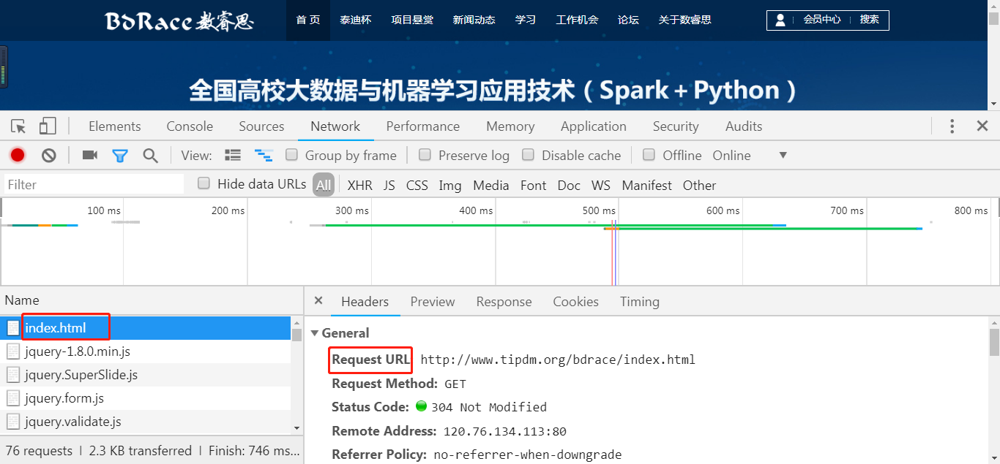 BdRace数睿思 首 页 泰迪杯 项目悬赏 新闻动态 学习 工作机会 论坛 关于数睿思 会员中心 搜索
全国高校大数据与机器学习应用技术（Spark＋Python）
Elements Console Sources Network Performance Memory Application Security Audits
View: Group by frame Preserve log Disable cache Offline Online
Filter Hide data URLs All XHR JS CSS Img Media Font Doc WS Manifest Other
100 ms 200 ms 300 ms 400 ms 500 ms 600 ms 700 ms 800 ms
Name
index.html
jquery-1.8.0.min.js
jquery.SuperSlide.js
jquery.form.js
jquery.validate.js
76 requests | 2.3 KB transferred | Finish: 746 ms...
Headers Preview Response Cookies Timing
General
Request URL http://www.tipdm.org/bdrace/index.html
Request Method: GET
Status Code: 304 Not Modified
Remote Address: 120.76.134.113:80
Referrer Policy: no-referrer-when-downgrade